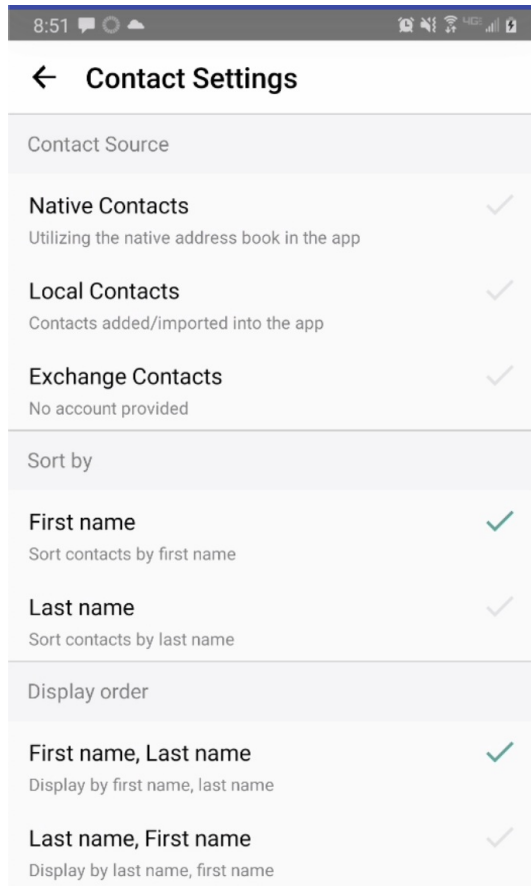 8:51
4GE
Contact Settings
Contact Source
Native Contacts
Utilizing the native address book in the app
Local Contacts
Contacts added/imported into the app
Exchange Contacts
No account provided
Sort by
First name
Sort contacts by first name
Last name
Sort contacts by last name
Display order
First name, Last name
Display by first name, last name
Last name, First name
Display by last name, first name